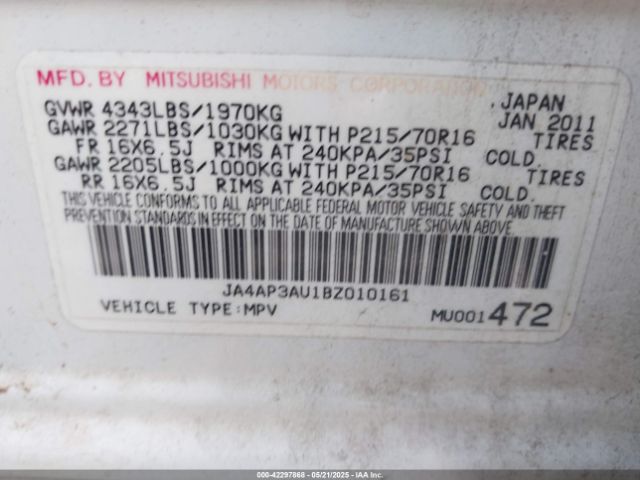 MFD. BY MITSUBISHI MOTORS CORPORATION
, JAPAN
GVWR 4343LBS/1970KG JAN 2011
GAWR 2271LBS/1030KG WITH P215/70R16 TIRES
FR 16X6.5J RIMS AT 240KPA/35PSI COLD.
GAWR 2205LBS/1000KG WITH P215/70R16 TIRES
RR 16X6.5J RIMS AT 240KPA/35PSI COLD.
THIS VEHICLE CONFORMS TO ALL APPLICABLE FEDERAL MOTOR VEHICLE SAFETY AND THEFT
PREVENTION STANDARDS IN EFFECT ON THE DATE OF MANUFACTURE SHOWN ABOVE.
JA4AP3AU1BZ010161
VEHICLE TYPE:MPV MU001472
000-42297868 - 05/21/2025 - IAAI.COM